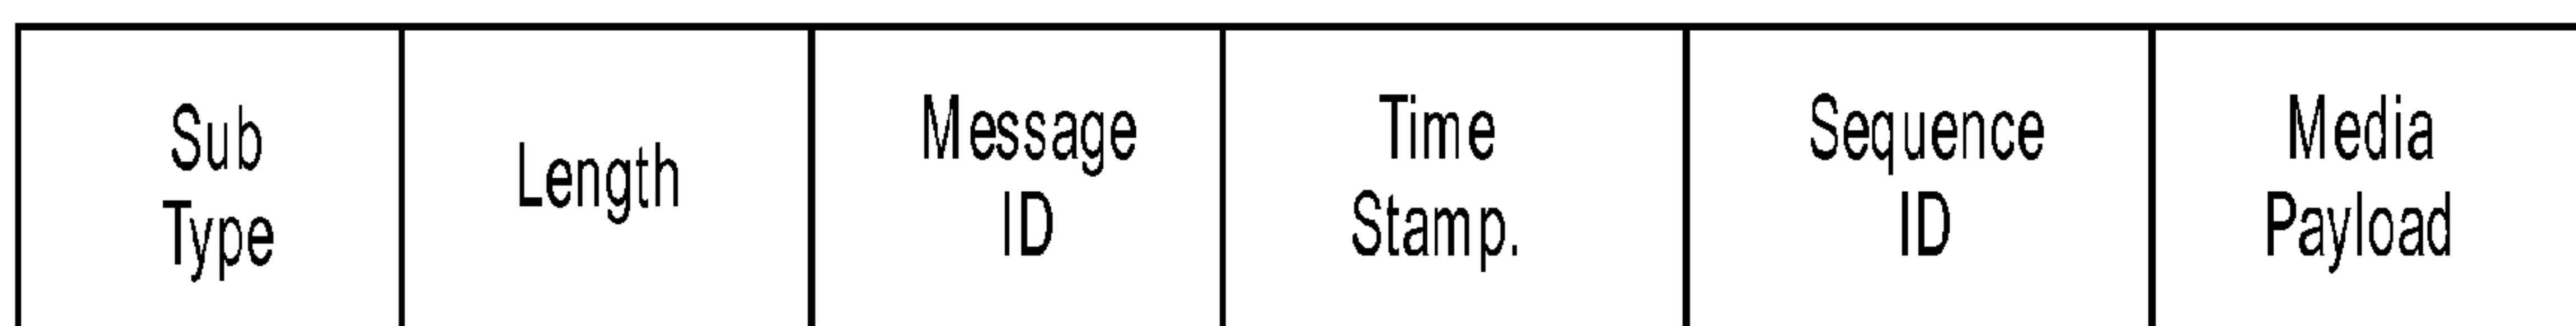 Sub
Type
Length
Message
ID
Time
Stamp.
Sequence
ID
Media
Payload